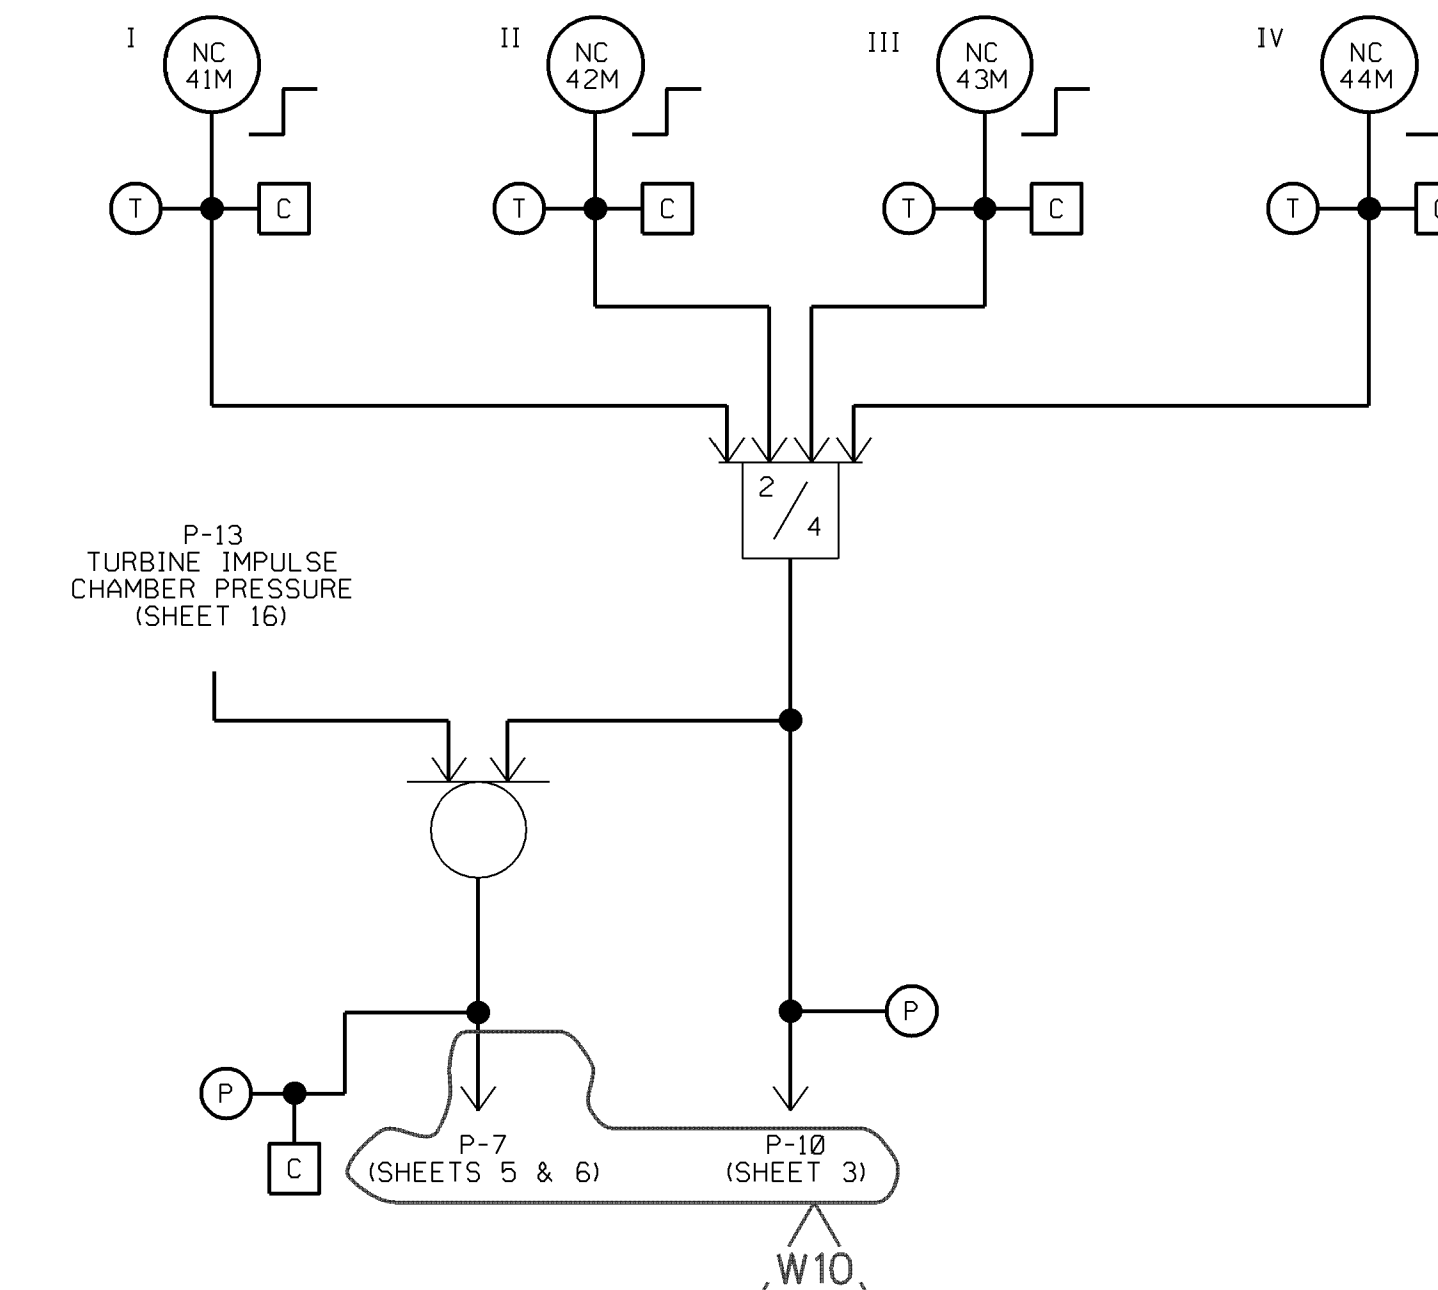 I
NC
41M
II
NC
42M
III
NC
43M
IV
NC
44M
T
C
T
C
T
C
T
2/4
P-13
TURBINE IMPULSE
CHAMBER PRESSURE
(SHEET 16)
P
P
C
P-7
(SHEETS 5 & 6)
P-10
(SHEET 3)
W10